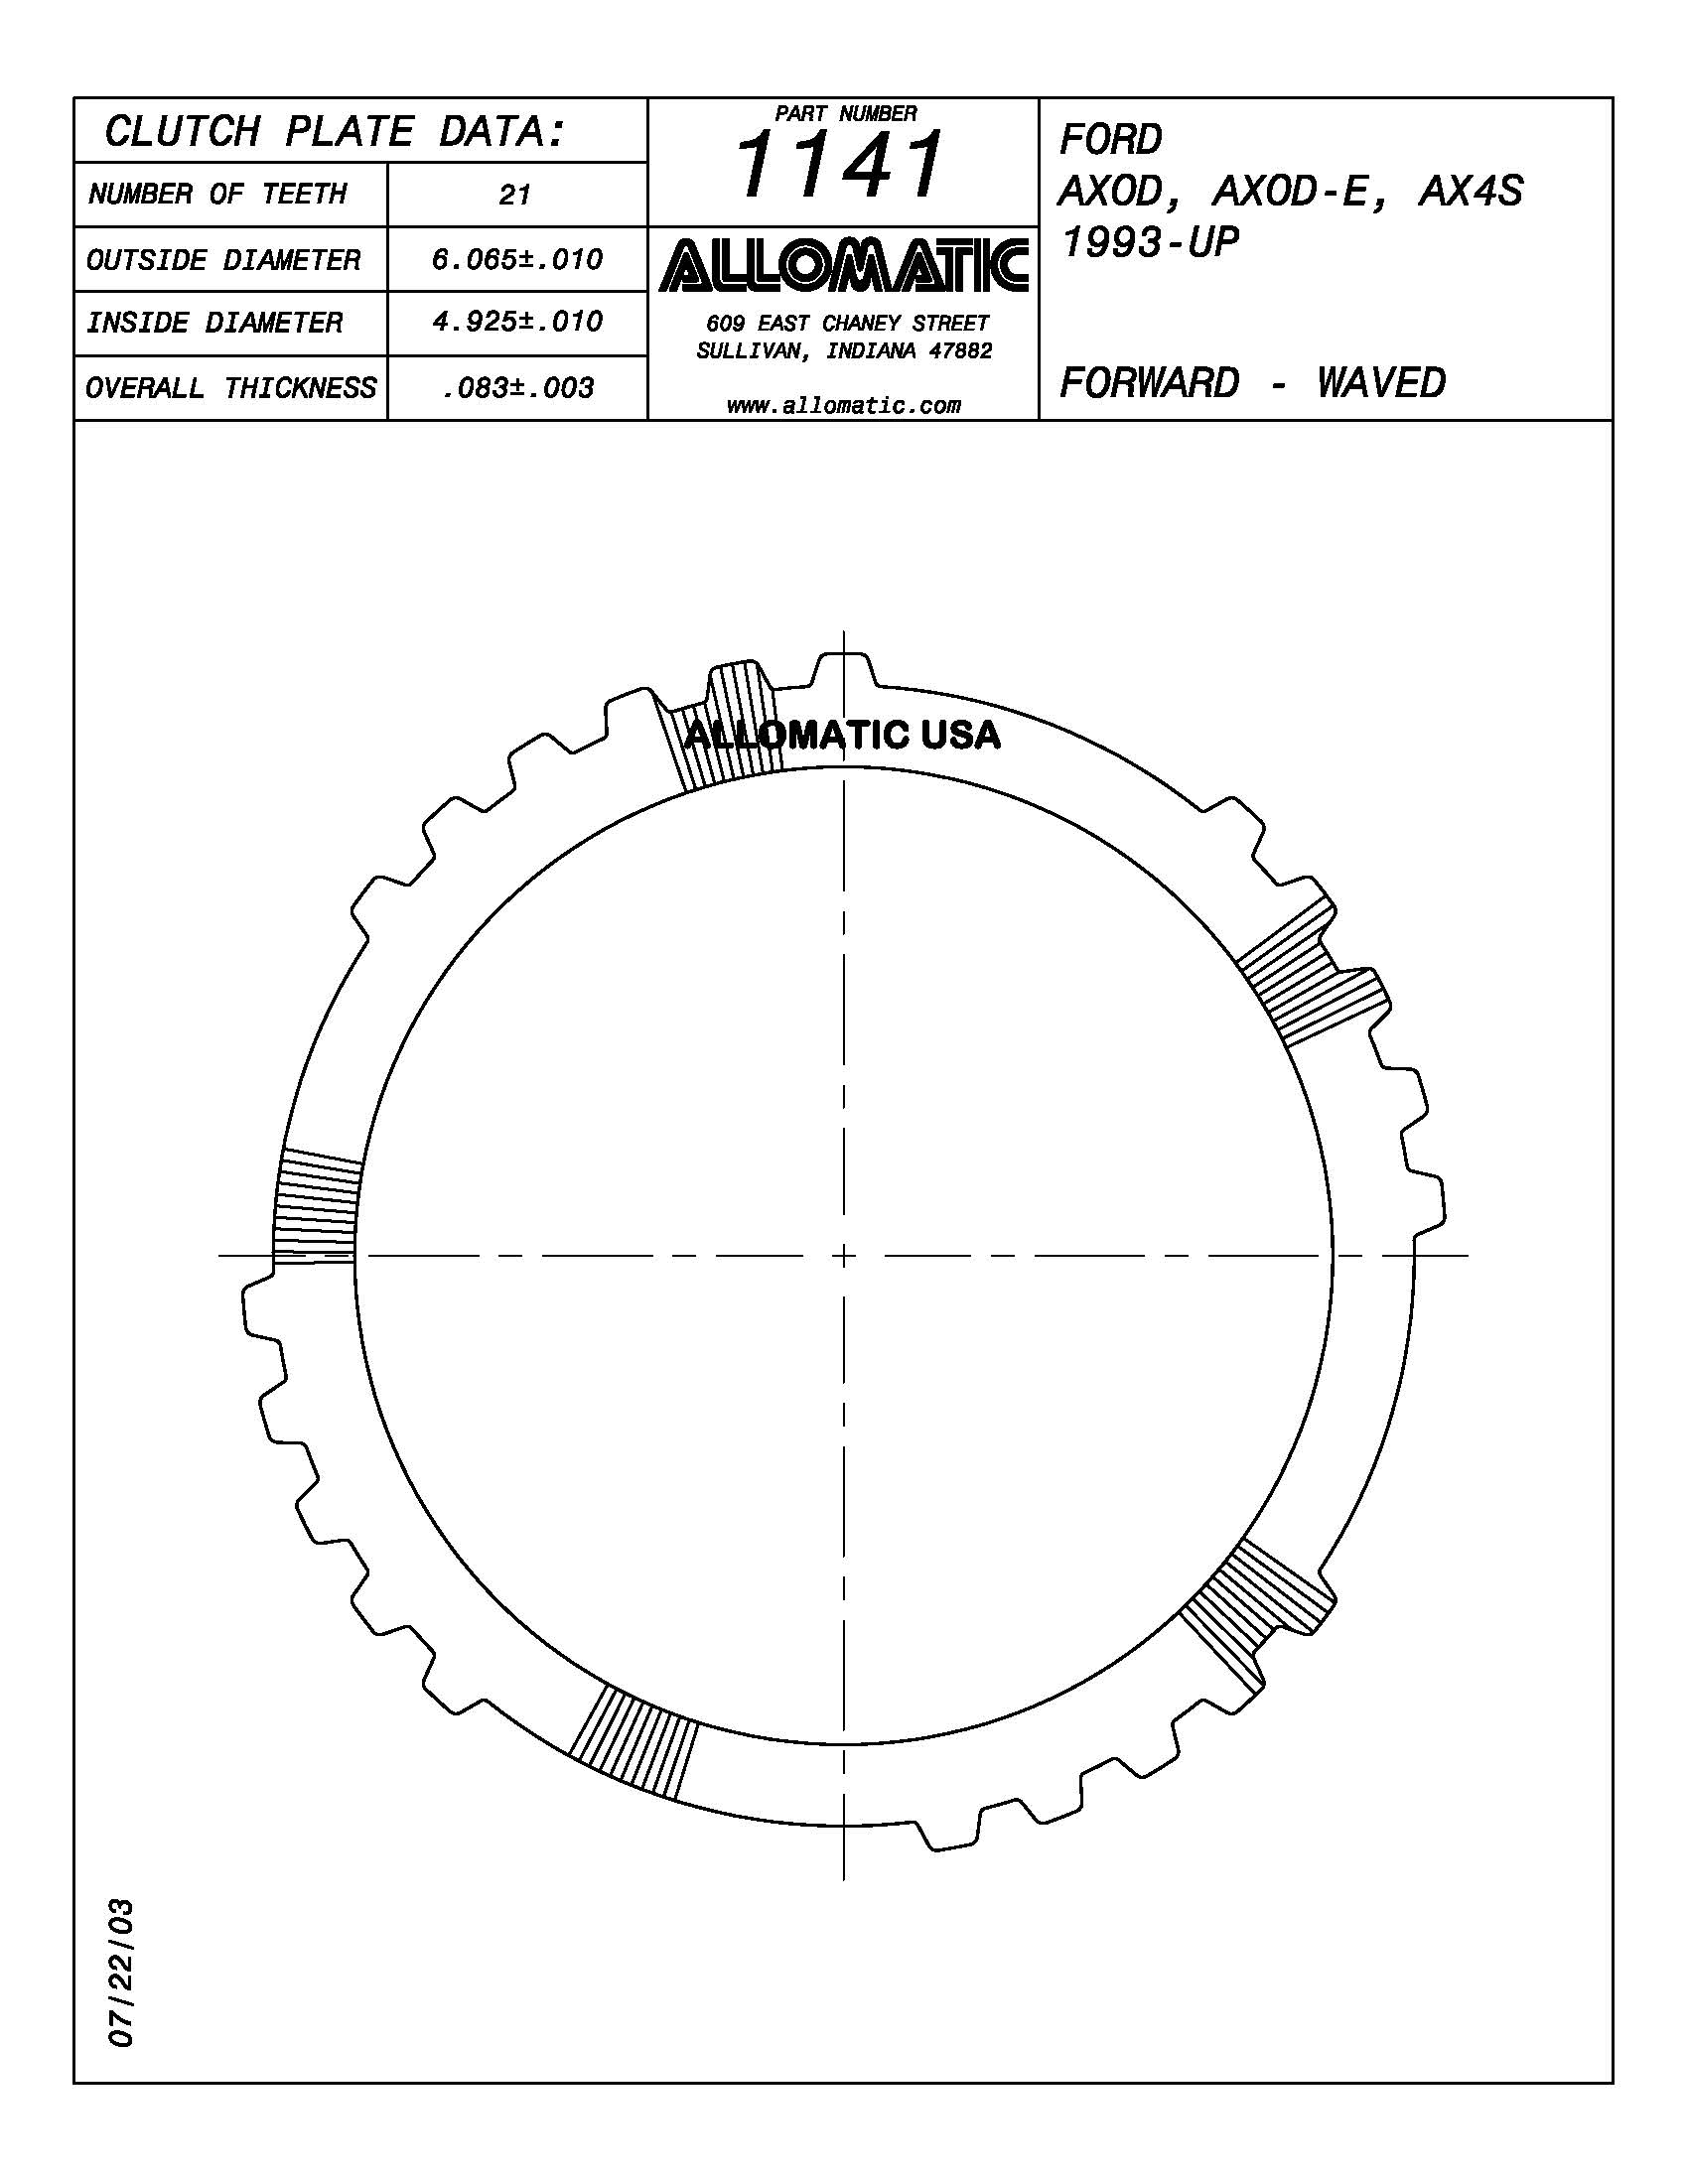 CLUTCH PLATE DATA:
NUMBER OF TEETH 21
OUTSIDE DIAMETER 6.065±.010
INSIDE DIAMETER 4.925±.010
OVERALL THICKNESS .083±.003
PART NUMBER
1141
ALLOMATIC
609 EAST CHANEY STREET
SULLIVAN, INDIANA 47882
www.allomatic.com
FORD
AXOD, AXOD-E, AX4S
1993-UP
FORWARD - WAVED
ALLOMATIC USA
07/22/03